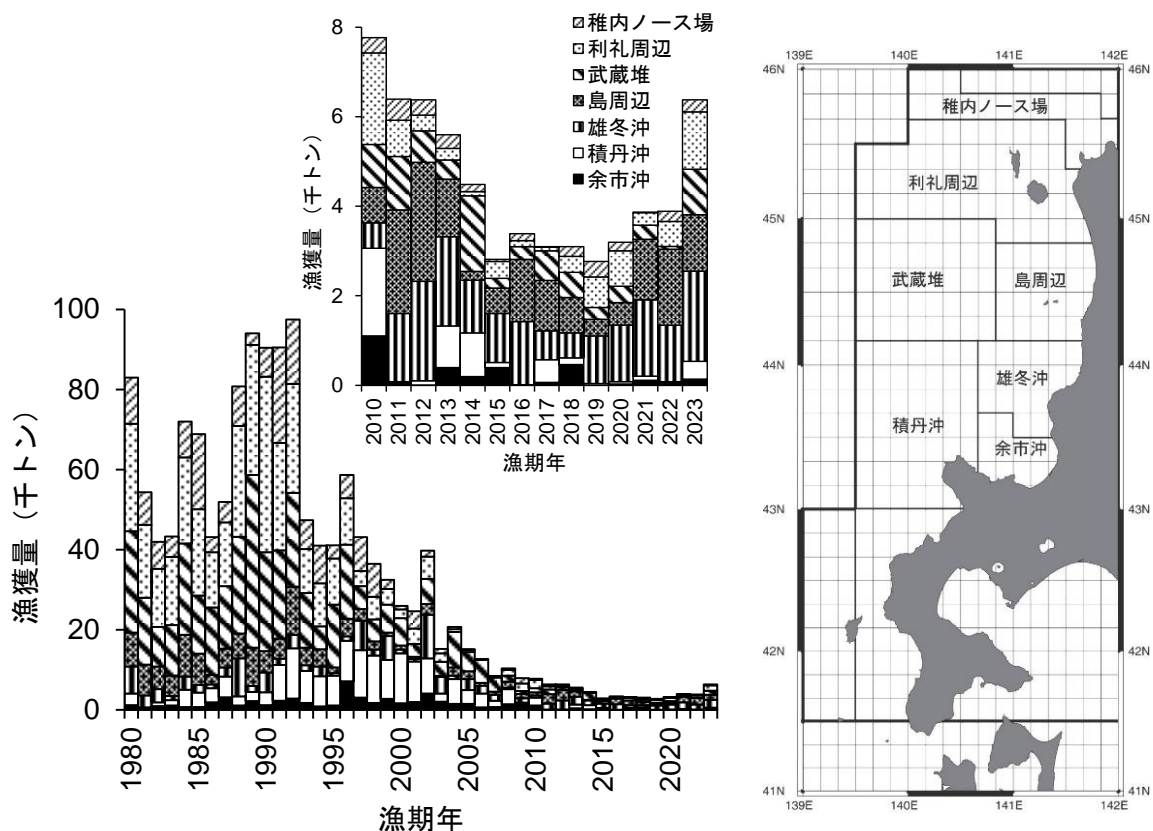 8
6
4
2
0
漁獲量（千トン）
稚内ノース場
利礼周辺
武蔵堆
島周辺
雄冬沖
積丹沖
余市沖
2010
2011
2012
2013
2014
2015
2016
2017
2018
2019
2020
2021
2022
2023
漁期年
100
80
60
40
20
0
漁獲量（千トン）
1980
1985
1990
1995
2000
2005
2010
2015
2020
漁期年
139E 140E 141E 142E
46N 46N
稚内ノース場
利礼周辺
45N 45N
武蔵堆 島周辺
44N 44N
雄冬沖
積丹沖
余市沖
43N 43N
42N 42N
41N 41N
139E 140E 141E 142E